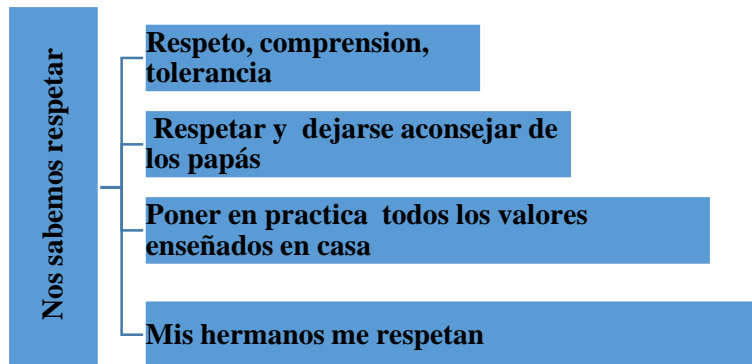 Nos sabemos respetar
Respeto, comprension,
tolerancia
Respetar y dejarse aconsejar de
los papás
Poner en practica todos los valores
enseñados en casa
Mis hermanos me respetan